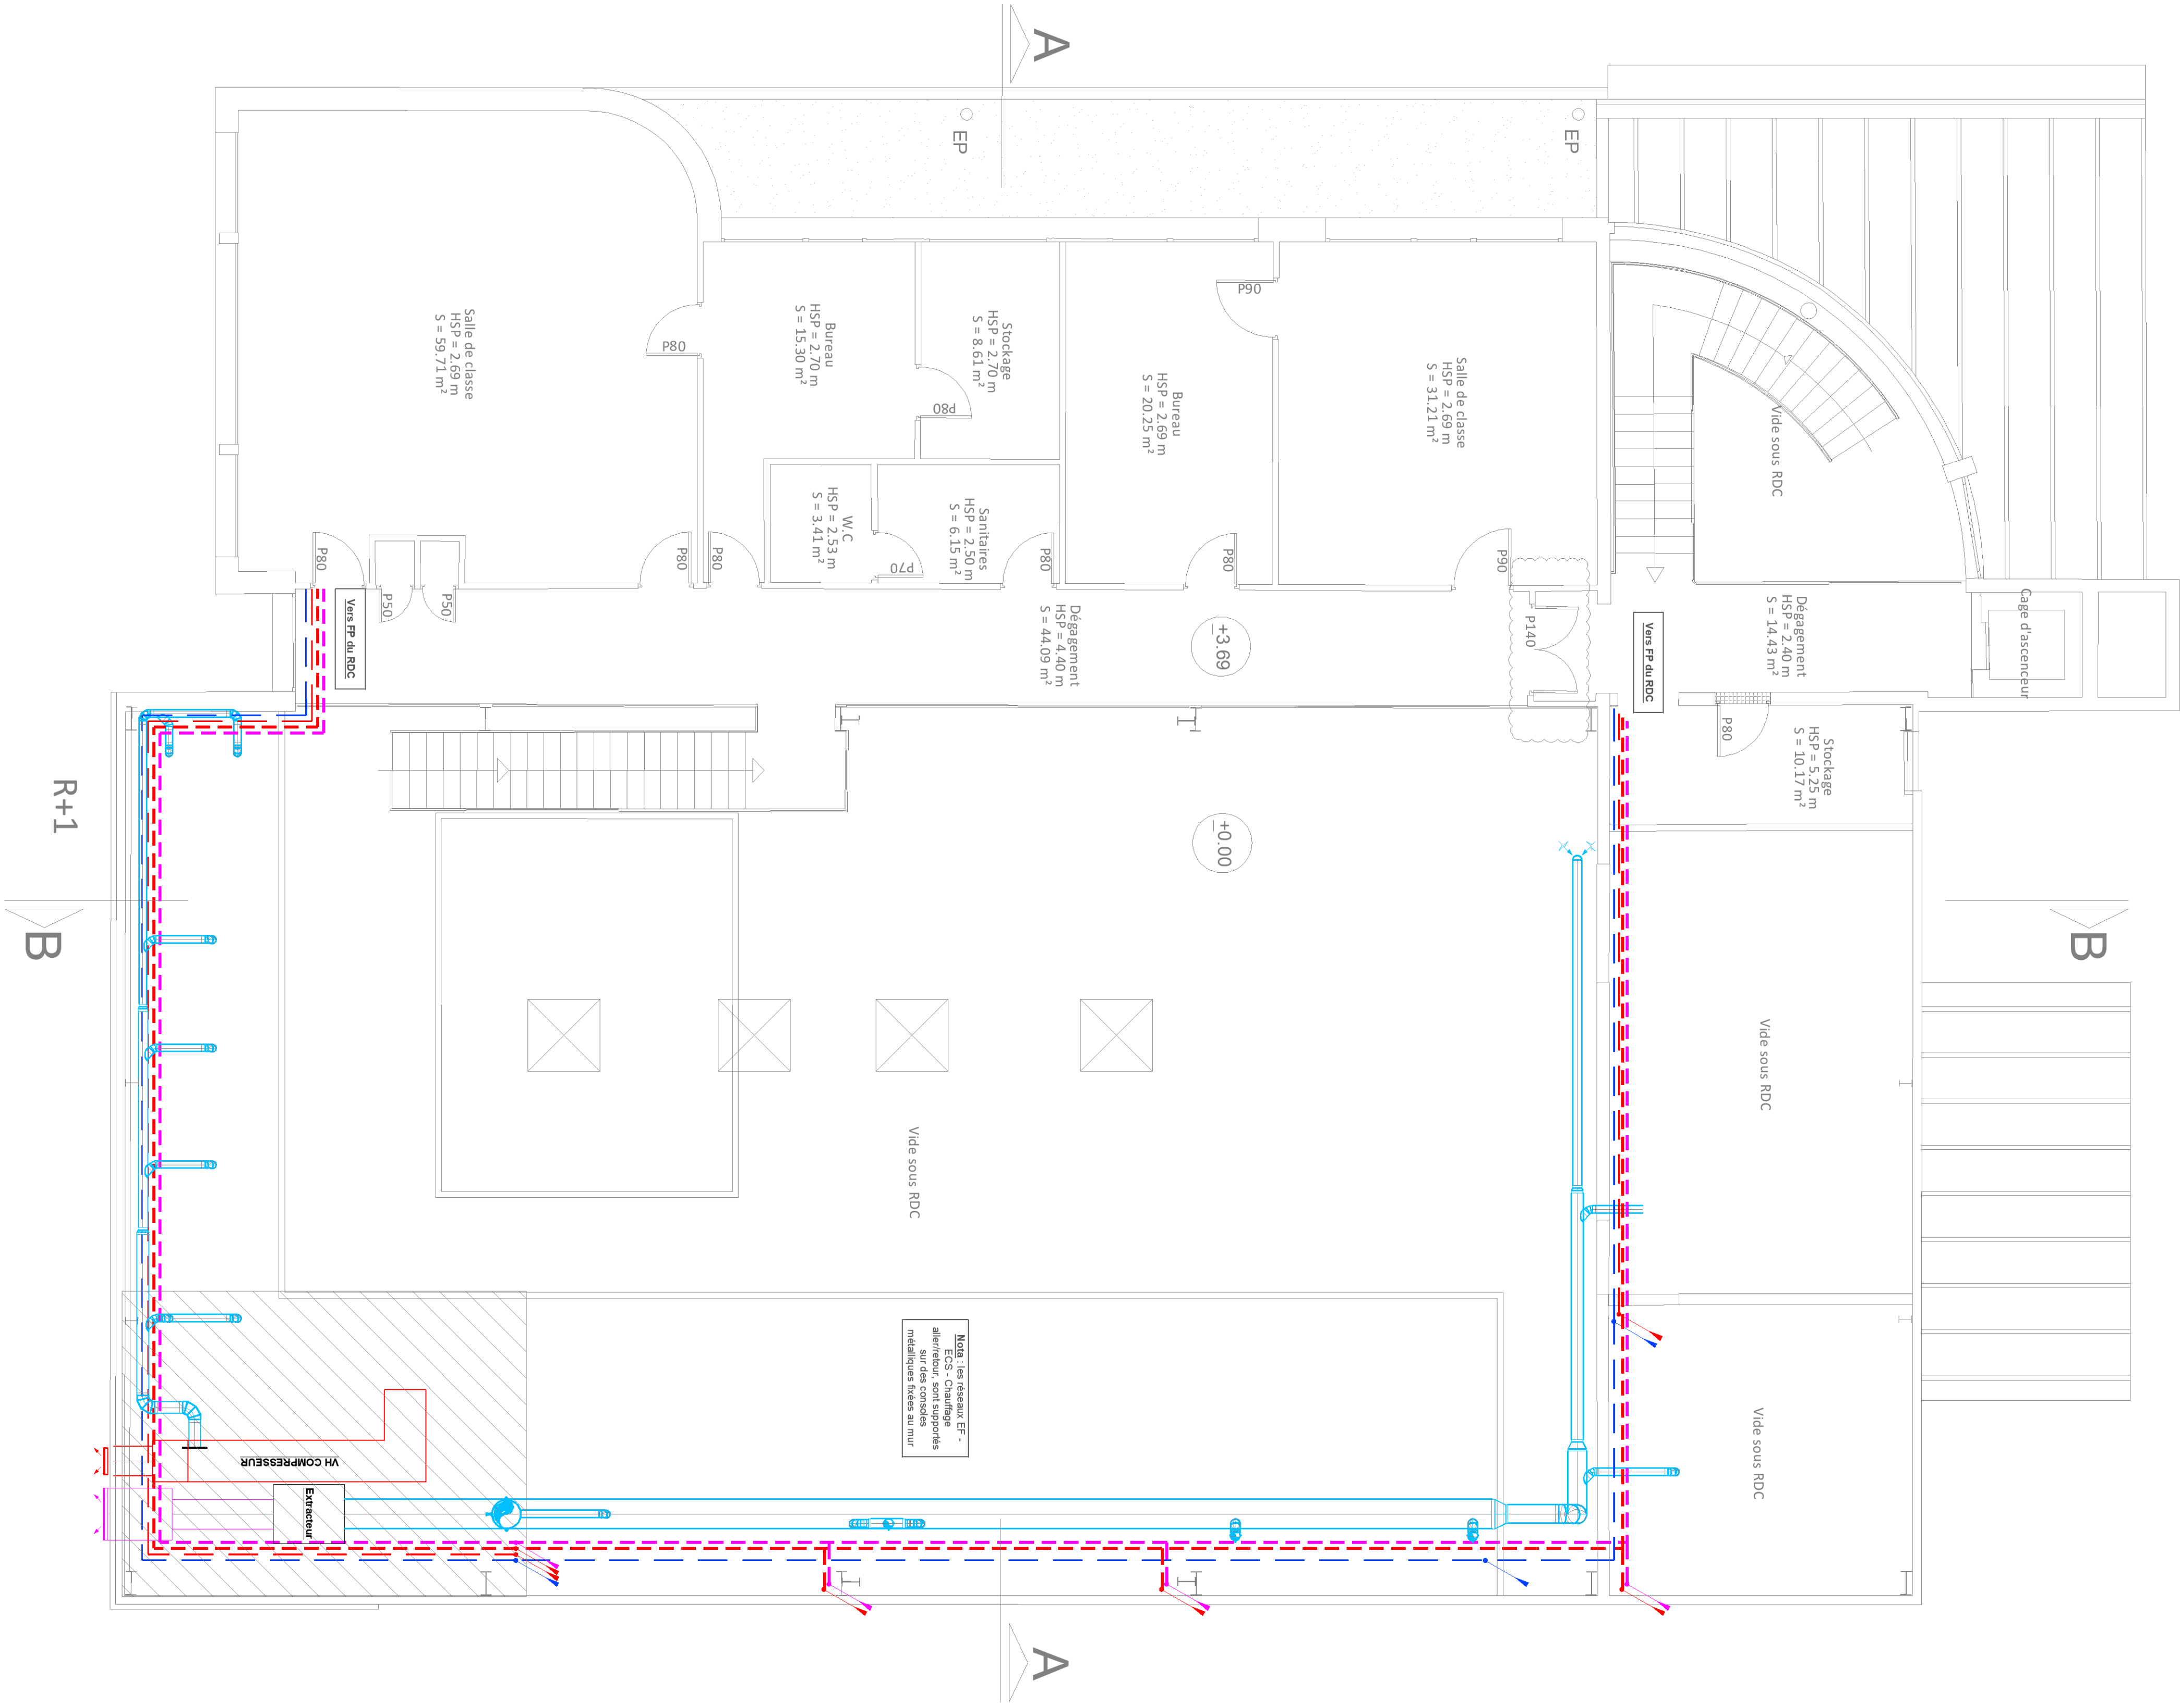 A
EP
EP
Salle de classe
HSP = 2.69 m
S = 59.71 m²
P80
Bureau
HSP = 2.70 m
S = 15.30 m²
Stockage
HSP = 2.70 m
S = 8.61 m²
P80
P90
Bureau
HSP = 2.69 m
S = 20.25 m²
Salle de classe
HSP = 2.69 m
S = 31.21 m²
Vide sous RDC
W.C
HSP = 2.53 m
S = 3.41 m²
Sanitaires
HSP = 2.50 m
S = 6.15 m²
P80
P80
P80
P70
P80
P80
P90
P50
P50
Vers FP du RDC
Dégagement
HSP = 4.40 m
S = 44.09 m²
+3.69
P140
Vers FP du RDC
Dégagement
HSP = 2.40 m
S = 14.43 m²
Cage d'ascenceur
P80
Stockage
HSP = 5.25 m
S = 10.17 m²
R+1
+0.00
B
B
Vide sous RDC
Vide sous RDC
Nota : les réseaux EF -
ECS - Chauffage
aller/retour, sont supportés
sur des consoles
métalliques fixées au mur
Vide sous RDC
VH COMPRESSEUR
Extracteur
A